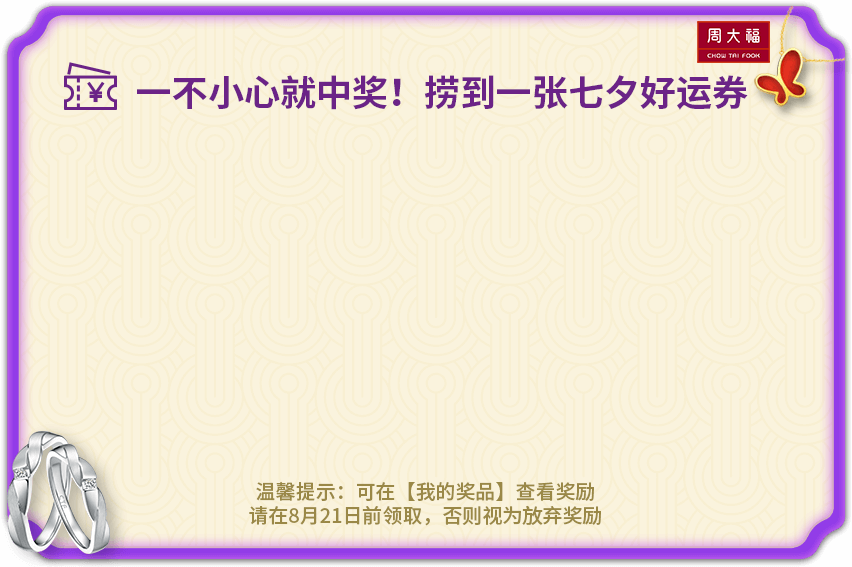 周大福
CHOW TAI FOOK
一不小心就中奖！捞到一张七夕好运券
温馨提示：可在【我的奖品】查看奖励
请在8月21日前领取，否则视为放弃奖励